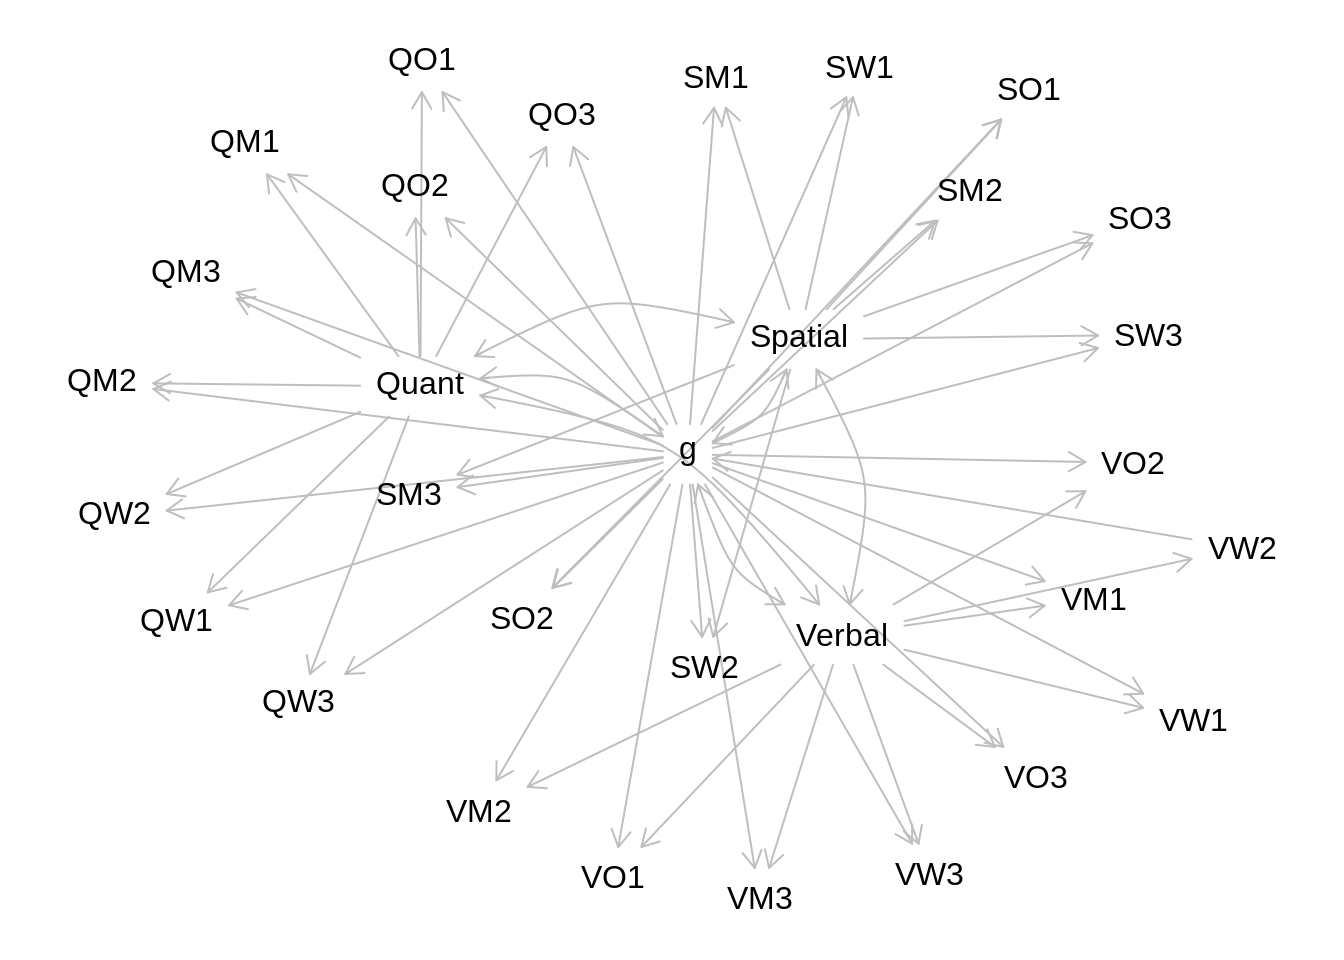 QO1
SW1
SM1
SO1
QO3
QM1
QO2
SM2
SO3
QM3
Spatial
SW3
QM2
Quant
g
VO2
SM3
QW2
VW2
VM1
QW1
SO2
Verbal
SW2
QW3
VW1
VO3
VM2
VO1
VW3
VM3